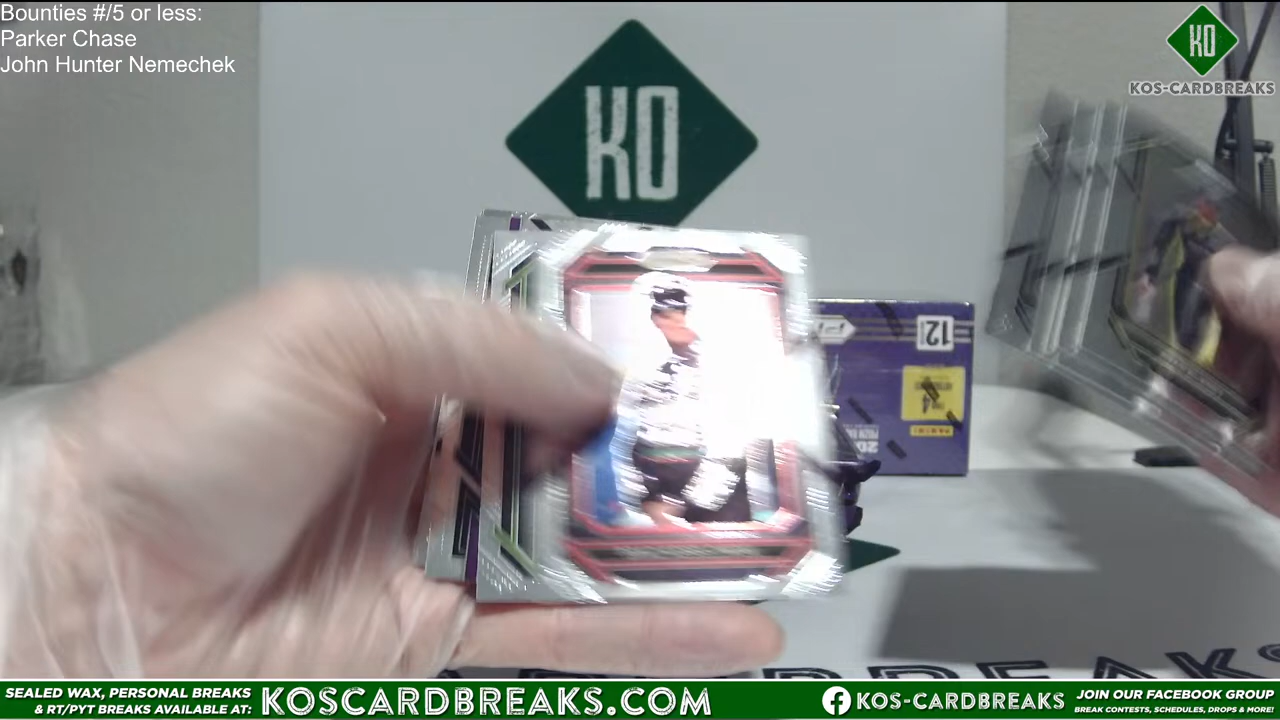 Bounties #/5 or less:
Parker Chase
John Hunter Nemechek
KO
KOS-CARDBREAKS
KO
12
PANINI
SEALED WAX, PERSONAL BREAKS
& RT/PYT BREAKS AVAILABLE AT:
KOSCARDBREAKS.COM
KOS-CARDBREAKS
JOIN OUR FACEBOOK GROUP
BREAK CONTESTS, SCHEDULES, DROPS & MORE!